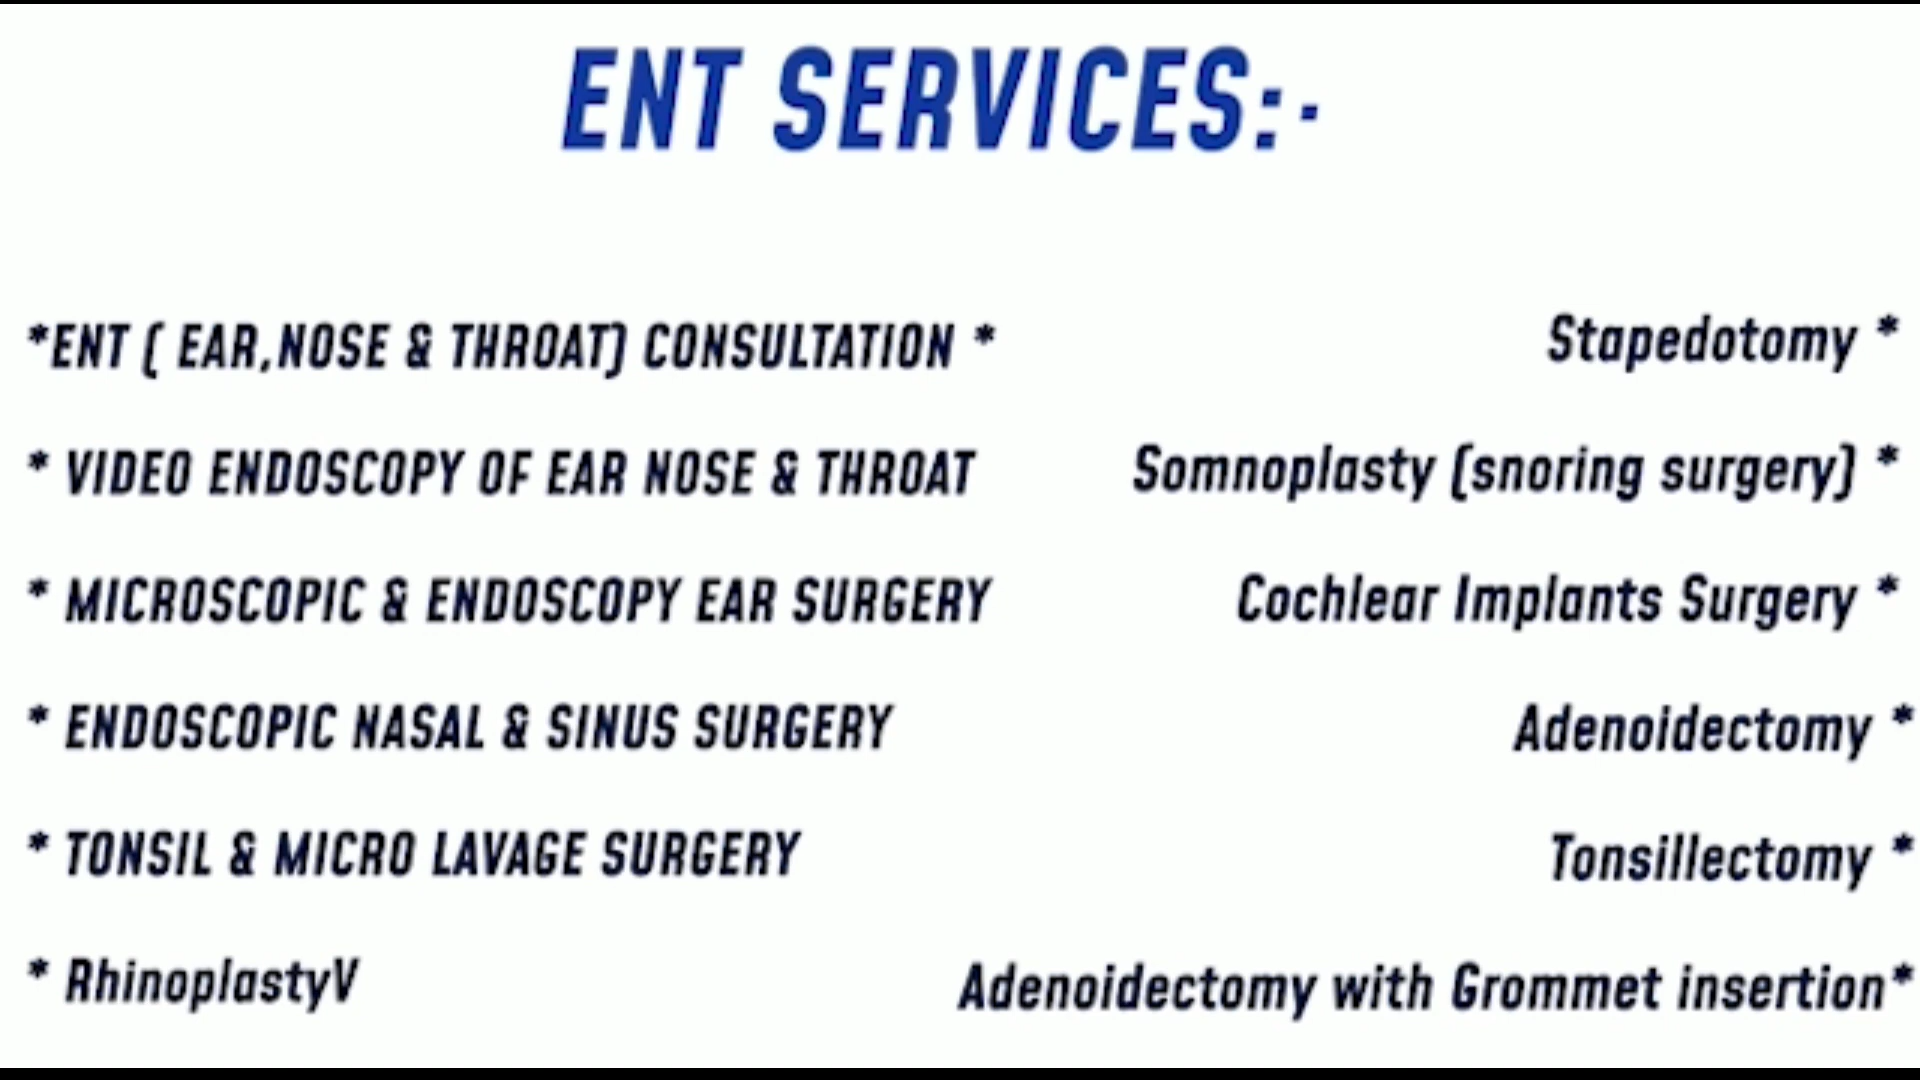 ENT SERVICES:-
*ENT ( EAR,NOSE & THROAT) CONSULTATION *
* VIDEO ENDOSCOPY OF EAR NOSE & THROAT
* MICROSCOPIC & ENDOSCOPY EAR SURGERY
* ENDOSCOPIC NASAL & SINUS SURGERY
* TONSIL & MICRO LAVAGE SURGERY
* RhinoplastyV
Stapedotomy *
Somnoplasty (snoring surgery) *
Cochlear Implants Surgery *
Adenoidectomy *
Tonsillectomy *
Adenoidectomy with Grommet insertion*